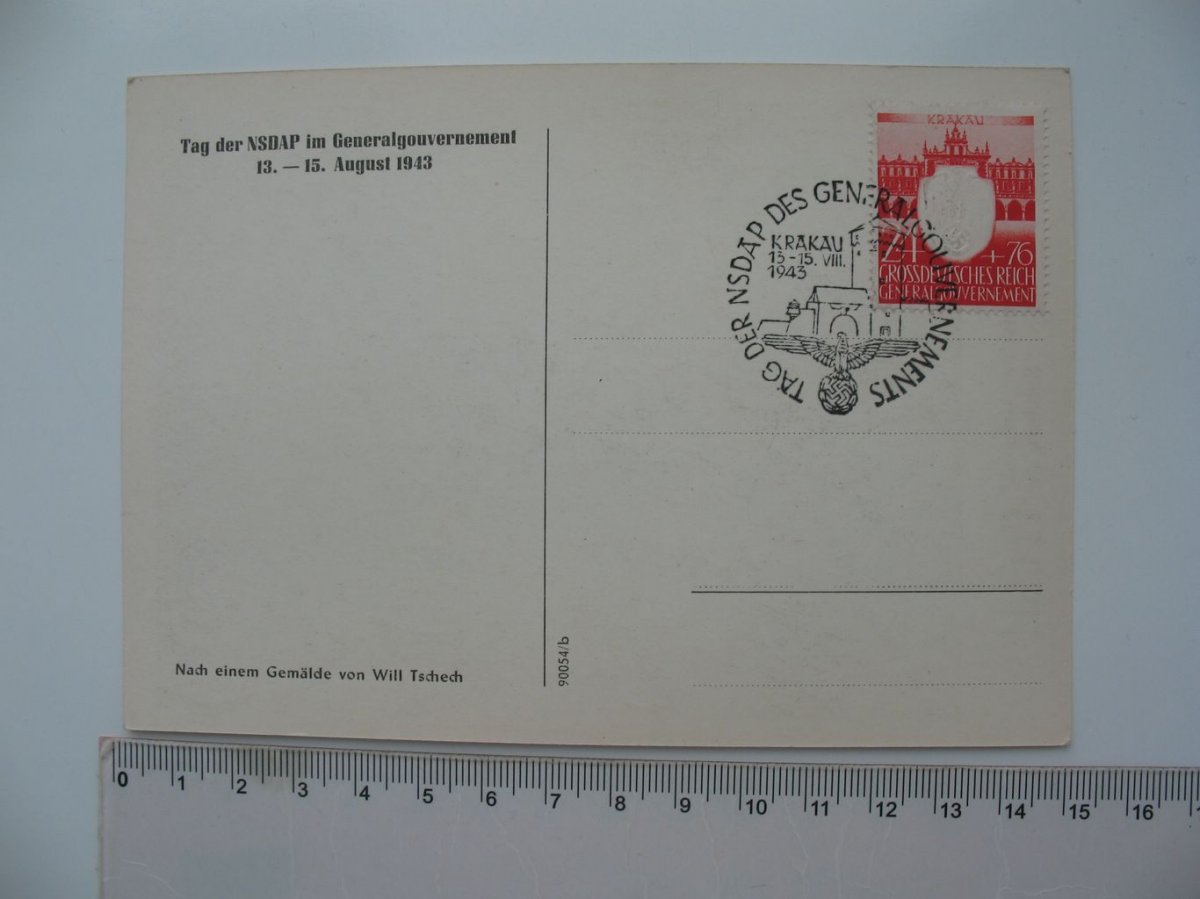 Tag der NSDAP im Generalgouvernement
13. — 15. August 1943
KRAKAU
24 + 76
GROSSDEUTSCHES REICH
GENERALGOUVERNEMENT
TAG DER NSDAP DES GENERALGOUVERNEMENTS
KRAKAU
13-15. VIII.
1943
Nach einem Gemälde von Will Tschech
90054/b
0 1 2 3 4 5 6 7 8 9 10 11 12 13 14 15 16